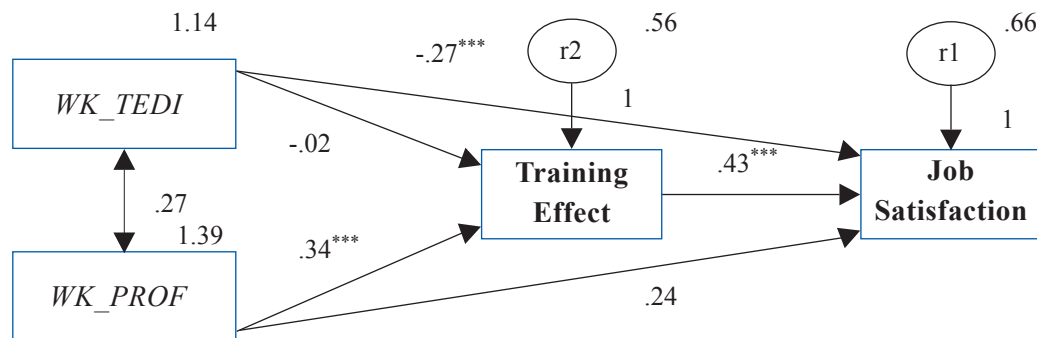 1.14
.56
.66
-.27***
r2
r1
WK_TEDI
1
1
-.02
Training
Effect
.43***
Job
Satisfaction
.27
1.39
.34***
WK_PROF
.24